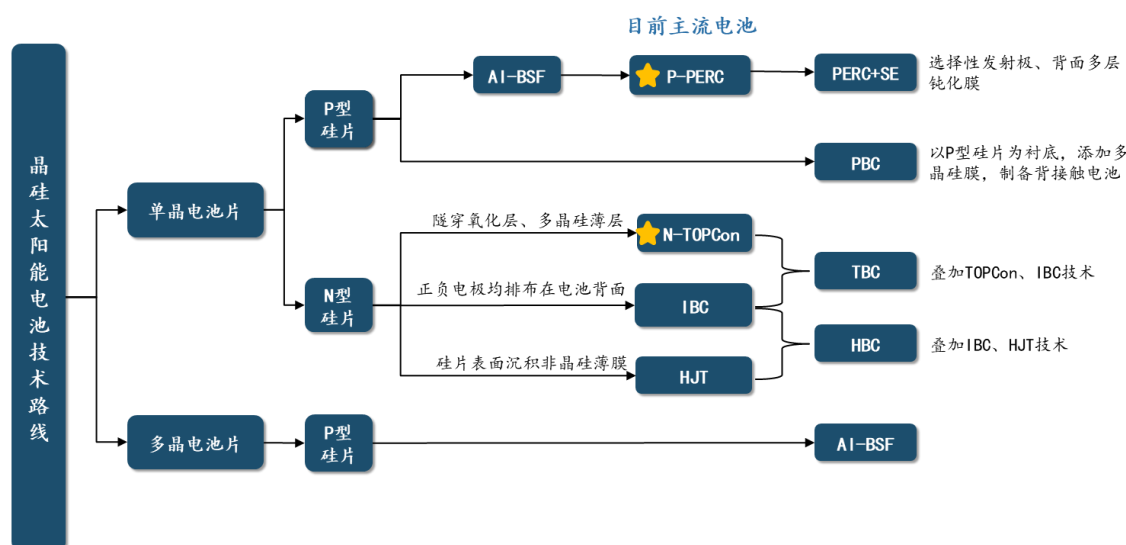 目前主流电池
晶硅太阳能电池技术路线
AI-BSF
P-PERC
PERC+SE
选择性发射极、背面多层
钝化膜
P型
硅片
PBC
以P型硅片为衬底，添加多
晶硅膜，制备背接触电池
单晶电池片
隧穿氧化层、多晶硅薄层
N-TOPCon
TBC
叠加TOPCon、IBC技术
N型
硅片
正负电极均排布在电池背面
IBC
HBC
叠加IBC、HJT技术
硅片表面沉积非晶硅薄膜
HJT
多晶电池片
P型
硅片
AI-BSF